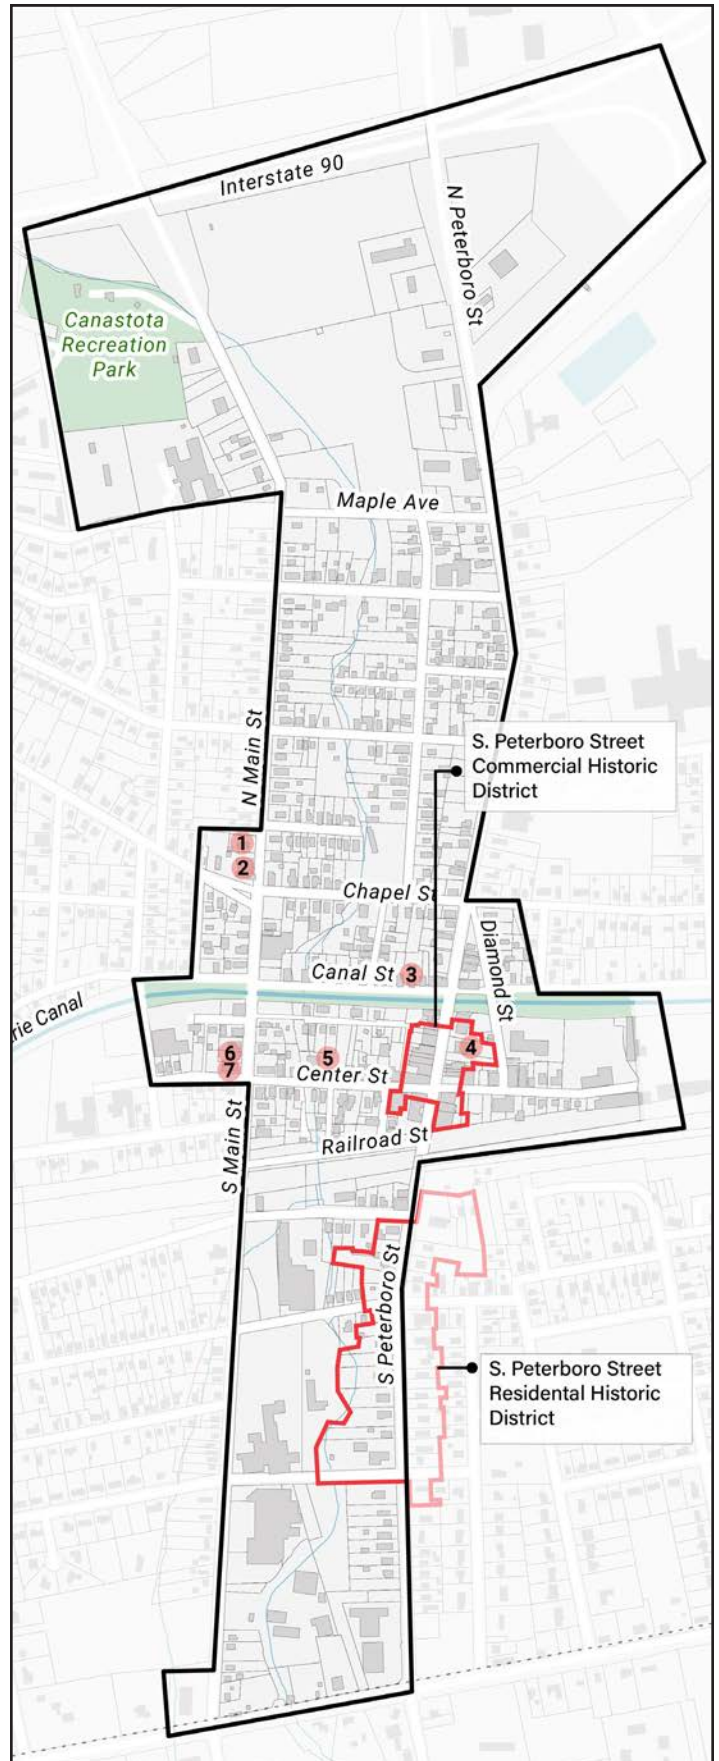 Interstate 90
N Peterboro St
Canastota
Recreation
Park
Maple Ave
N Main St
S. Peterboro Street
Commercial Historic
District
1
2
Chapel St
Diamond St
Canal St
3
rie Canal
6
7
5
4
Center St
S Main St
Railroad St
S Peterboro St
S. Peterboro Street
Residental Historic
District